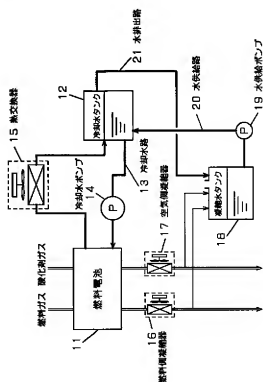 21 水排出路
15 熱交換器
12
冷却水タンク
20 水供給路
冷却水ポンプ
14
P
13 冷却水路
19 水供給ポンプ
P
燃料ガス
酸化剤ガス
燃料電池
11
17 空気側凝縮器
凝縮水タンク
18
16
燃料側凝縮器